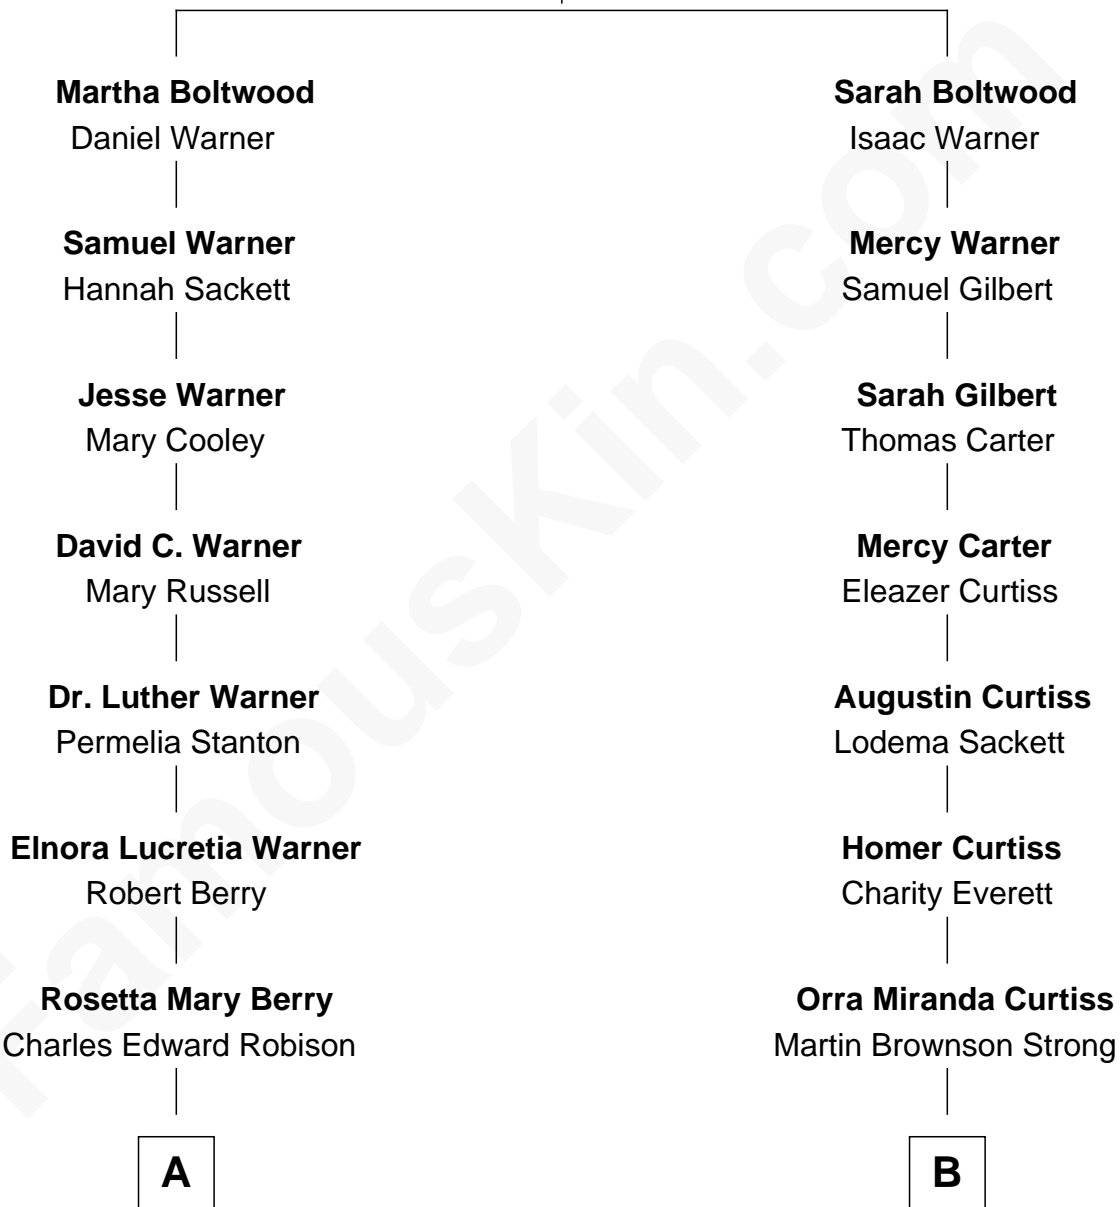 Martha Boltwood
Daniel Warner
Samuel Warner
Hannah Sackett
Jesse Warner
Mary Cooley
David C. Warner
Mary Russell
Dr. Luther Warner
Permelia Stanton
Elnora Lucretia Warner
Robert Berry
Rosetta Mary Berry
Charles Edward Robison
A
Sarah Boltwood
Isaac Warner
Mercy Warner
Samuel Gilbert
Sarah Gilbert
Thomas Carter
Mercy Carter
Eleazer Curtiss
Augustin Curtiss
Lodema Sackett
Homer Curtiss
Charity Everett
Orra Miranda Curtiss
Martin Brownson Strong
B
FamousKin.com